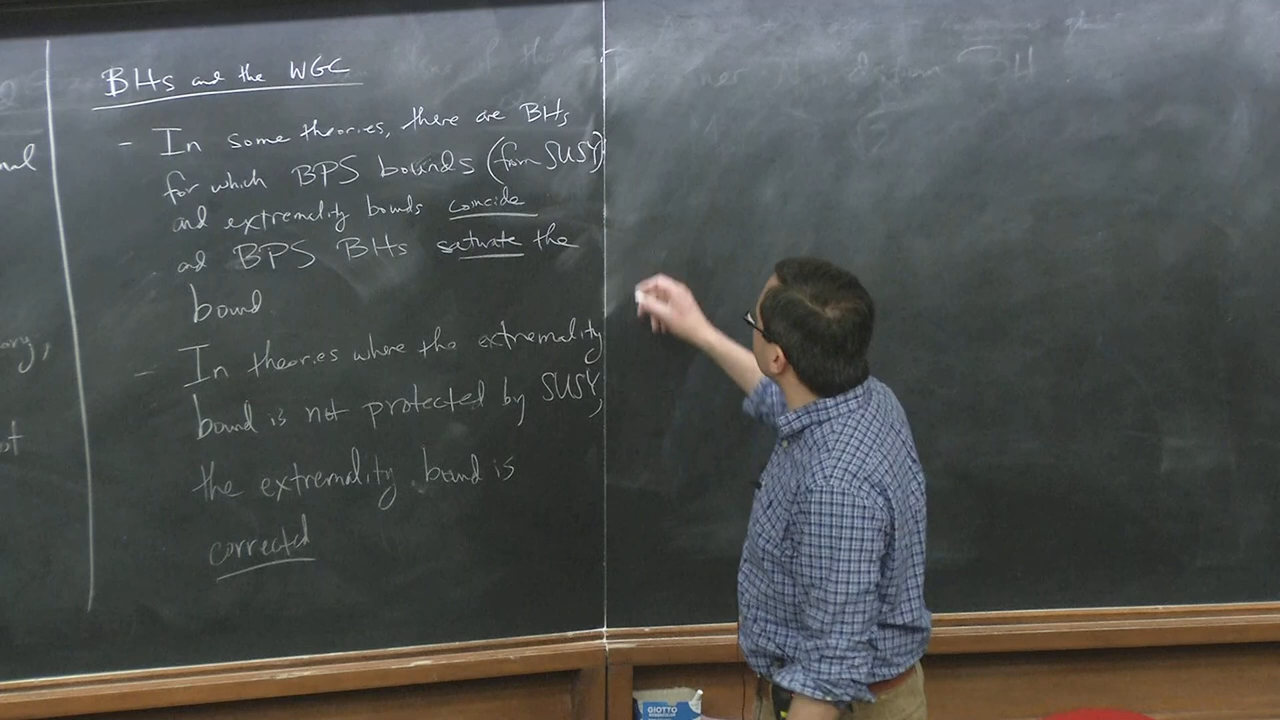 BHs and the WGC
- In some theories, there are BHs
for which BPS bounds (from SUSY)
and extremality bounds coincide
ad BPS BHs saturate the
bound
- In theories where the extremality
bound is not protected by SUSY,
the extremality bound is
corrected
GIOTTO